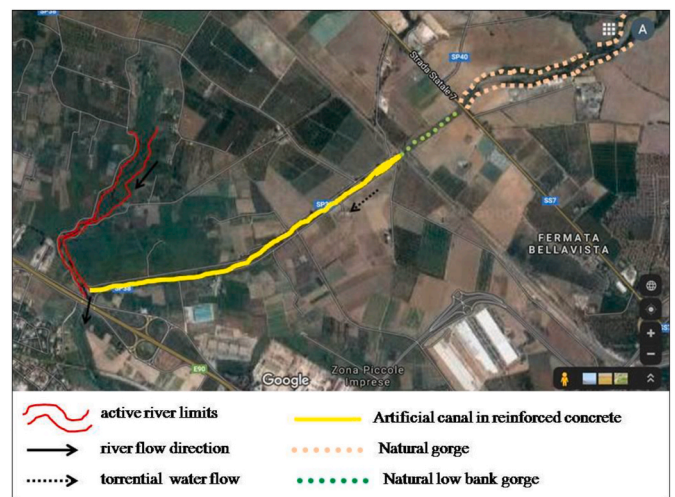 SP38
SP40
A
Strada Statale 7
SS7
FERMATA
BELLAVISTA
E90
Google
Zona Piccole
Imprese
active river limits
Artificial canal in reinforced concrete
river flow direction
Natural gorge
torrential water flow
Natural low bank gorge